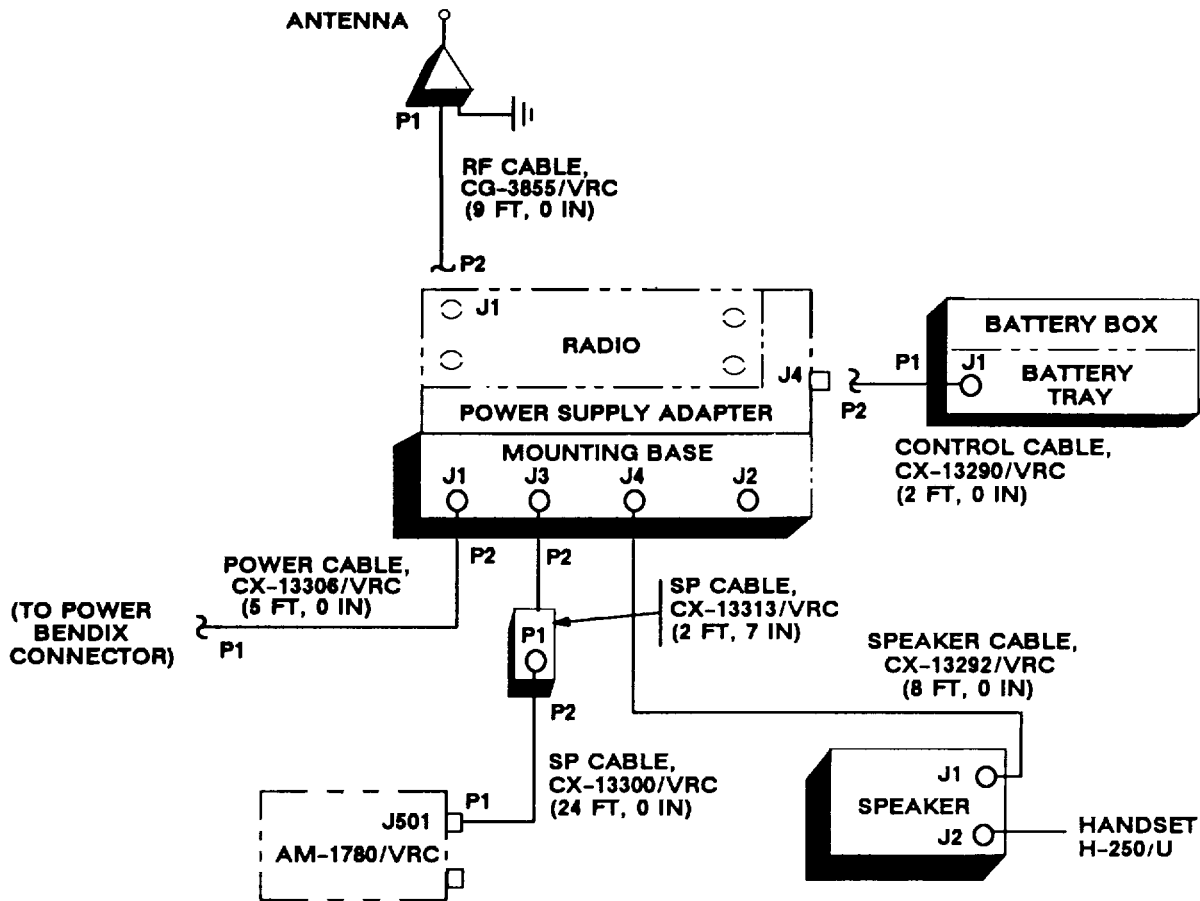 ANTENNA
P1
RF CABLE,
CG-3855/VRC
(9 FT, 0 IN)
P2
J1
RADIO
J4
POWER SUPPLY ADAPTER
MOUNTING BASE
J1 J3 J4 J2
P2
P1
BATTERY BOX
J1
BATTERY
TRAY
CONTROL CABLE,
CX-13290/VRC
(2 FT, 0 IN)
P2
P2
POWER CABLE,
CX-13306/VRC
(5 FT, 0 IN)
(TO POWER
BENDIX
CONNECTOR)
P1
P1
SP CABLE,
CX-13313/VRC
(2 FT, 7 IN)
P2
SPEAKER CABLE,
CX-13292/VRC
(8 FT, 0 IN)
SP CABLE,
CX-13300/VRC
(24 FT, 0 IN)
P1
J501
AM-1780/VRC
J1
SPEAKER
J2
HANDSET
H-250/U